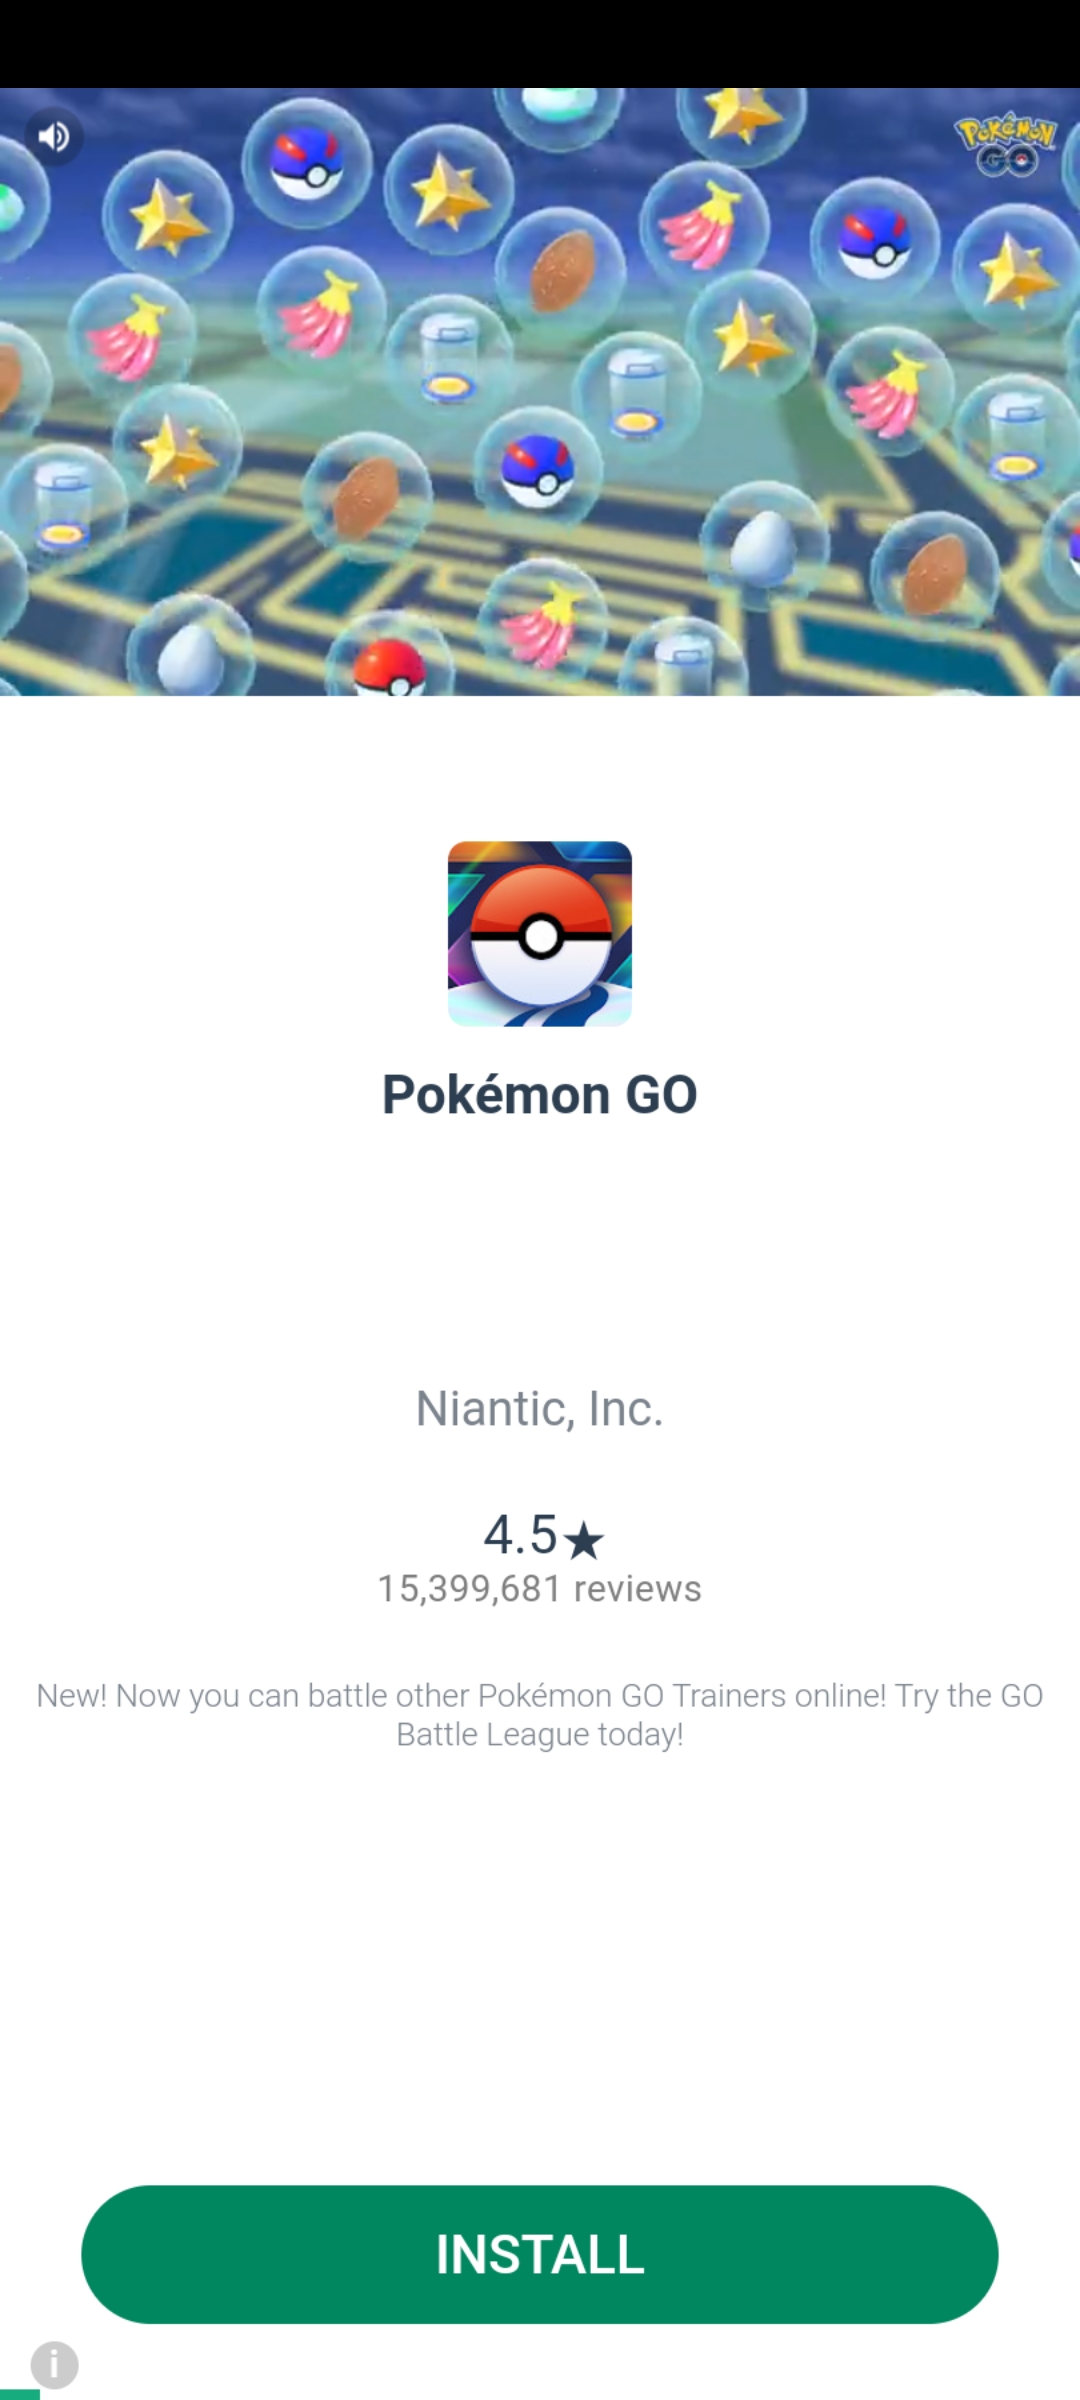 POKÉMON
GO
Pokémon GO
Niantic, Inc.
4.5★
15,399,681 reviews
New! Now you can battle other Pokémon GO Trainers online! Try the GO
Battle League today!
INSTALL
i